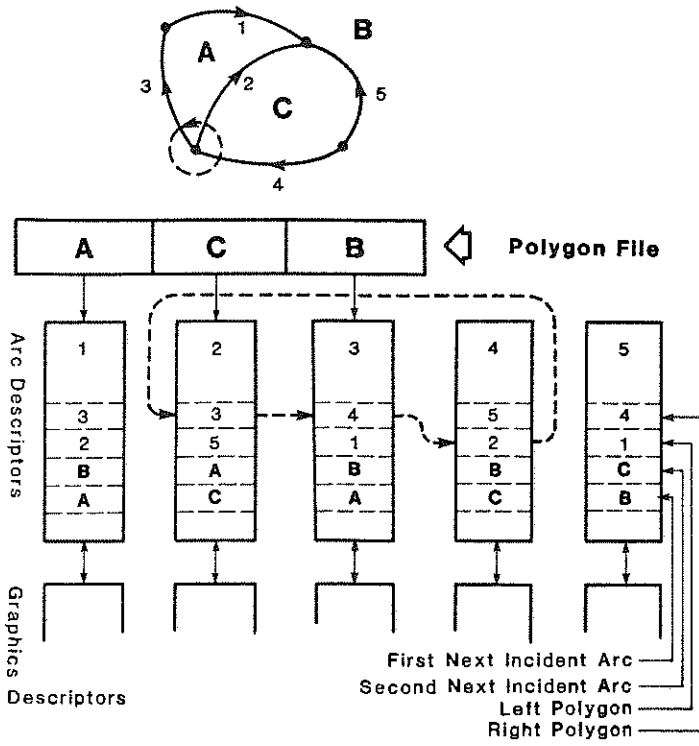 1
B
A
3
2
5
C
4
A C B Polygon File
Arc Descriptors
1 2 3 4 5
3 3 4 5 4
2 5 1 2 1
B A B B C
A C A C B
Graphics
Descriptors
First Next Incident Arc
Second Next Incident Arc
Left Polygon
Right Polygon